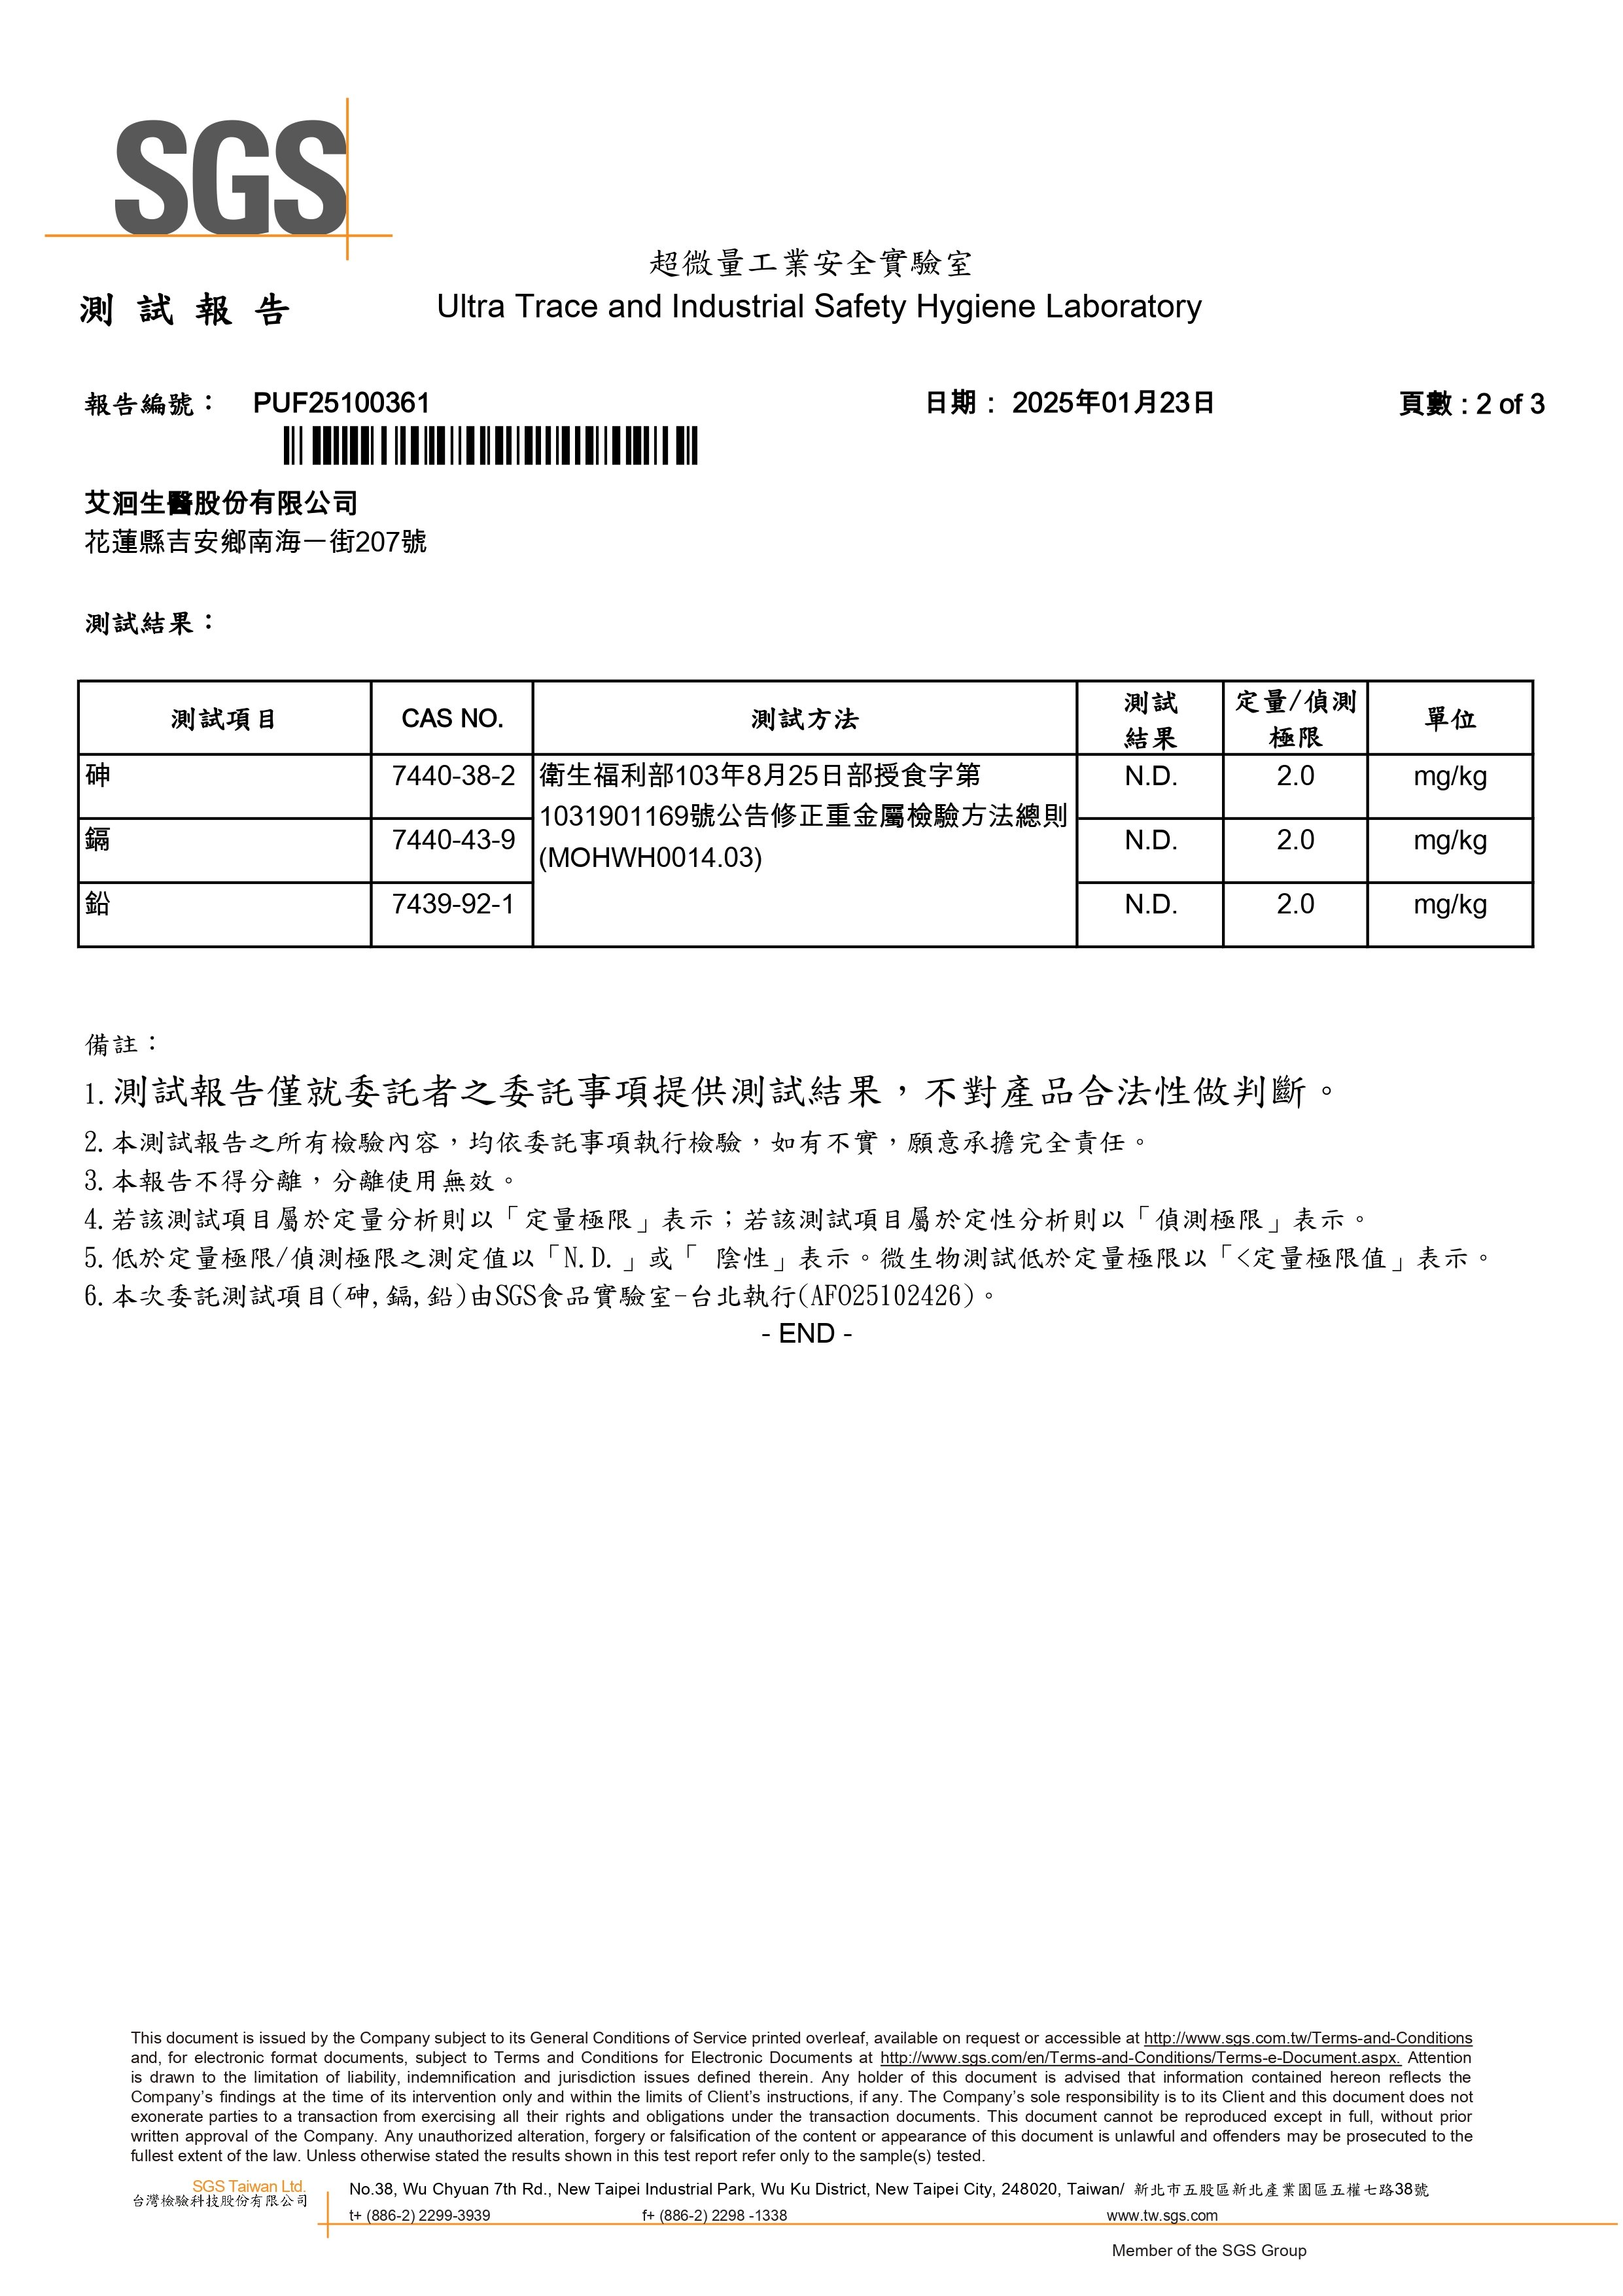 SGS
超微量工業安全實驗室
測 試 報 告 Ultra Trace and Industrial Safety Hygiene Laboratory
報告編號： PUF25100361 日期： 2025年01月23日 頁數 : 2 of 3
艾洄生醫股份有限公司
花蓮縣吉安鄉南海一街207號
測試結果：
測試項目 CAS NO. 測試方法 測試結果 定量/偵測極限 單位
砷 7440-38-2 衛生福利部103年8月25日部授食字第 N.D. 2.0 mg/kg
1031901169號公告修正重金屬檢驗方法總則
鎘 7440-43-9 (MOHWH0014.03) N.D. 2.0 mg/kg
鉛 7439-92-1 N.D. 2.0 mg/kg
備註：
1.測試報告僅就委託者之委託事項提供測試結果，不對產品合法性做判斷。
2.本測試報告之所有檢驗內容，均依委託事項執行檢驗，如有不實，願意承擔完全責任。
3.本報告不得分離，分離使用無效。
4.若該測試項目屬於定量分析則以「定量極限」表示；若該測試項目屬於定性分析則以「偵測極限」表示。
5.低於定量極限/偵測極限之測定值以「N.D.」或「 陰性」表示。微生物測試低於定量極限以「<定量極限值」表示。
6.本次委託測試項目(砷,鎘,鉛)由SGS食品實驗室-台北執行(AFO25102426)。
- END -
This document is issued by the Company subject to its General Conditions of Service printed overleaf, available on request or accessible at http://www.sgs.com.tw/Terms-and-Conditions
and, for electronic format documents, subject to Terms and Conditions for Electronic Documents at http://www.sgs.com/en/Terms-and-Conditions/Terms-e-Document.aspx. Attention
is drawn to the limitation of liability, indemnification and jurisdiction issues defined therein. Any holder of this document is advised that information contained hereon reflects the
Company's findings at the time of its intervention only and within the limits of Client's instructions, if any. The Company's sole responsibility is to its Client and this document does not
exonerate parties to a transaction from exercising all their rights and obligations under the transaction documents. This document cannot be reproduced except in full, without prior
written approval of the Company. Any unauthorized alteration, forgery or falsification of the content or appearance of this document is unlawful and offenders may be prosecuted to the
fullest extent of the law. Unless otherwise stated the results shown in this test report refer only to the sample(s) tested.
SGS Taiwan Ltd.
台灣檢驗科技股份有限公司
No.38, Wu Chyuan 7th Rd., New Taipei Industrial Park, Wu Ku District, New Taipei City, 248020, Taiwan/ 新北市五股區新北產業園區五權七路38號
t+ (886-2) 2299-3939 f+ (886-2) 2298 -1338 www.tw.sgs.com
Member of the SGS Group